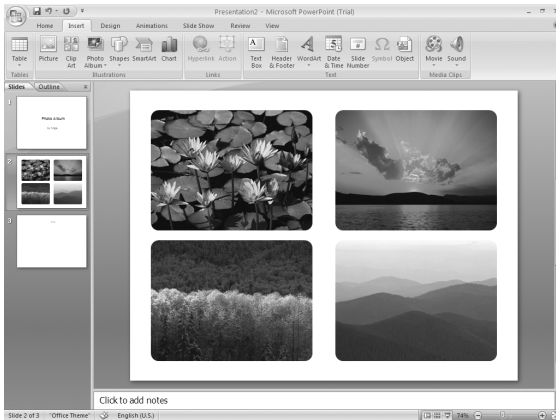 Presentation2 - Microsoft PowerPoint (Trial)
Home Insert Design Animations Slide Show Review View
Table Picture Clip Art Photo Album Shapes SmartArt Chart Hyperlink Action Text Box Header & Footer WordArt Date & Time Slide Number Symbol Object Movie Sound
Tables Illustrations Links Text Media Clips
Slides Outline
1
Photo Album
2
3
Click to add notes
Slide 2 of 3 "Office Theme" English (U.S.) 74%